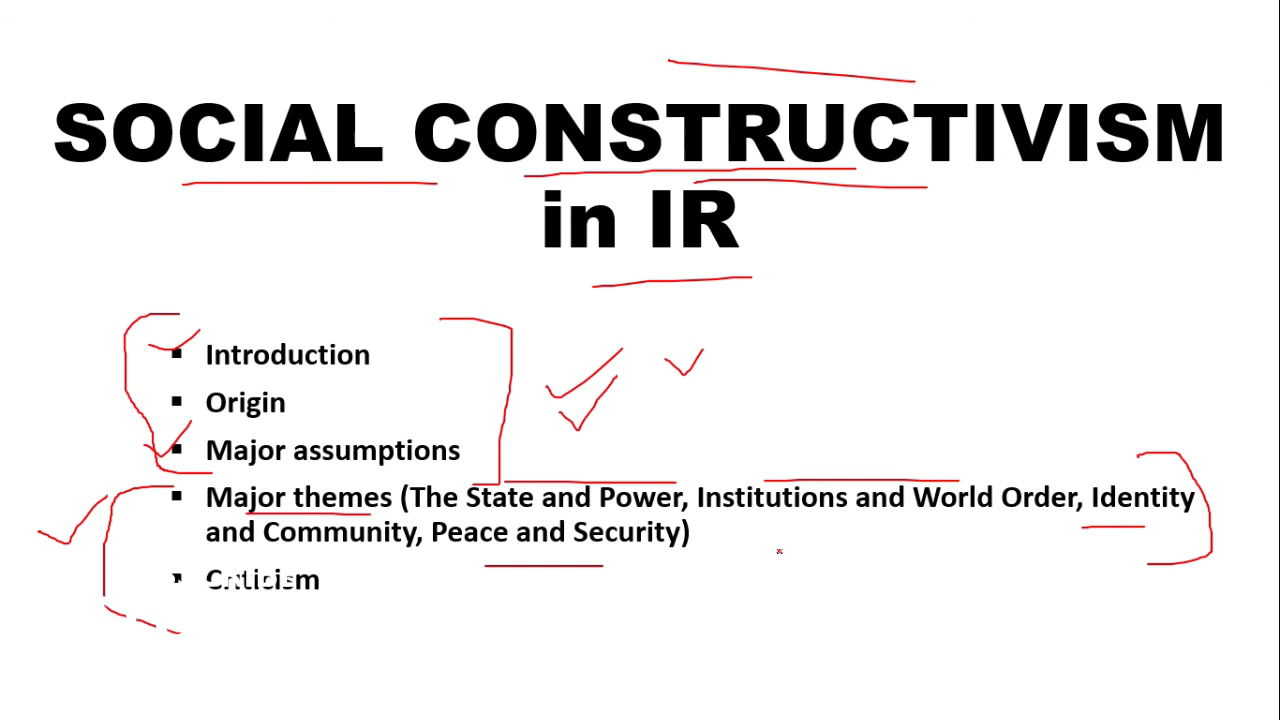 SOCIAL CONSTRUCTIVISM
in IR
▪ Introduction
▪ Origin
▪ Major assumptions
▪ Major themes (The State and Power, Institutions and World Order, Identity
and Community, Peace and Security)
▪ Criticism